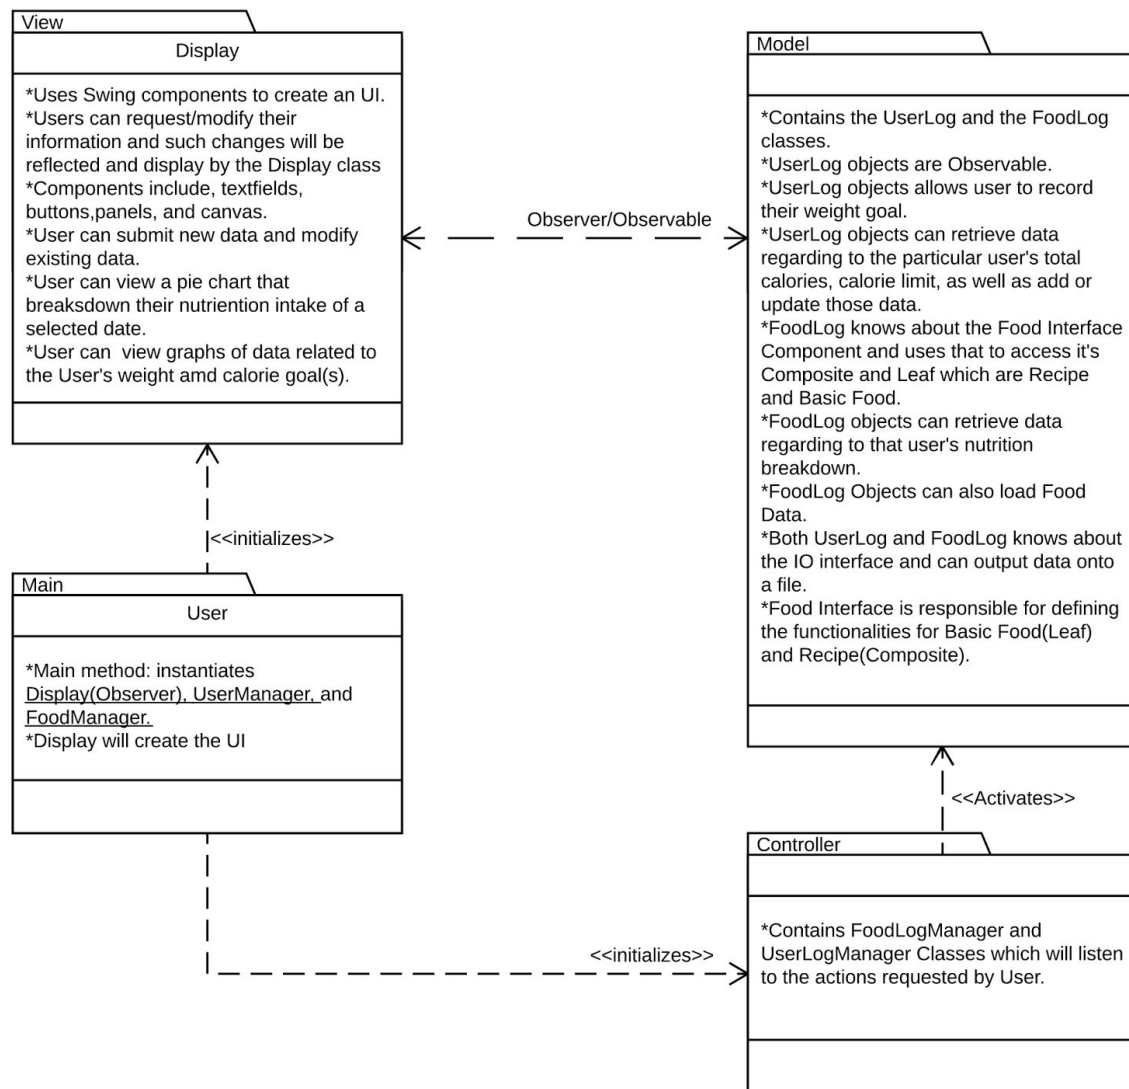 View
Display
*Uses Swing components to create an UI.
*Users can request/modify their
information and such changes will be
reflected and display by the Display class
*Components include, textfields,
buttons,panels, and canvas.
*User can submit new data and modify
existing data.
*User can view a pie chart that
breaksdown their nutriention intake of a
selected date.
*User can  view graphs of data related to
the User's weight amd calorie goal(s).
Observer/Observable
Model
*Contains the UserLog and the FoodLog
classes.
*UserLog objects are Observable.
*UserLog objects allows user to record
their weight goal.
*UserLog objects can retrieve data
regarding to the particular user's total
calories, calorie limit, as well as add or
update those data.
*FoodLog knows about the Food Interface
Component and uses that to access it's
Composite and Leaf which are Recipe
and Basic Food.
*FoodLog objects can retrieve data
regarding to that user's nutrition
breakdown.
*FoodLog Objects can also load Food
Data.
*Both UserLog and FoodLog knows about
the IO interface and can output data onto
a file.
*Food Interface is responsible for defining
the functionalities for Basic Food(Leaf)
and Recipe(Composite).
<<initializes>>
Main
User
*Main method: instantiates
Display(Observer), UserManager, and
FoodManager.
*Display will create the UI
<<Activates>>
<<initializes>>
Controller
*Contains FoodLogManager and
UserLogManager Classes which will listen
to the actions requested by User.